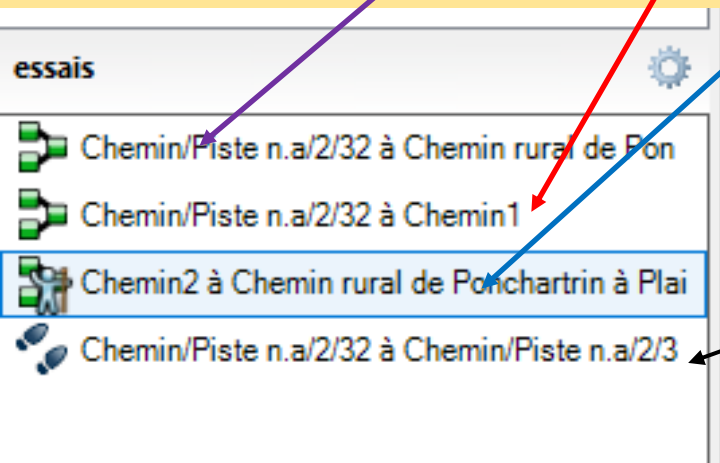 essais
Chemin/Piste n.a/2/32 à Chemin rural de Pon
Chemin/Piste n.a/2/32 à Chemin1
Chemin2 à Chemin rural de Ponchartrin à Plai
Chemin/Piste n.a/2/32 à Chemin/Piste n.a/2/3